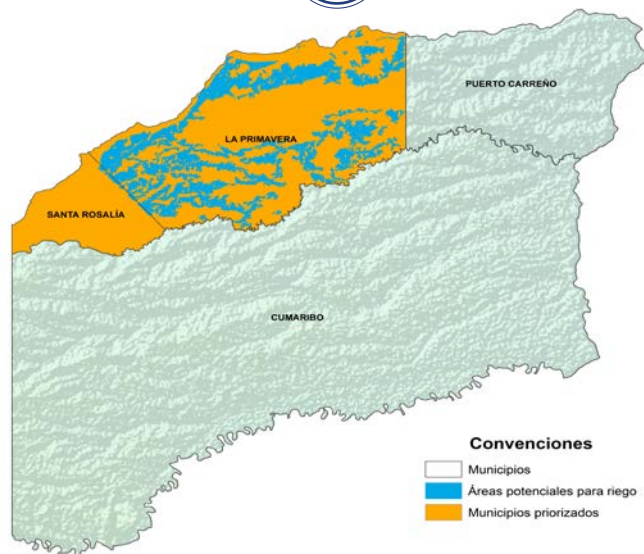 PUERTO CARREÑO
LA PRIMAVERA
SANTA ROSALÍA
CUMARIBO
Convenciones
Municipios
Áreas potenciales para riego
Municipios priorizados